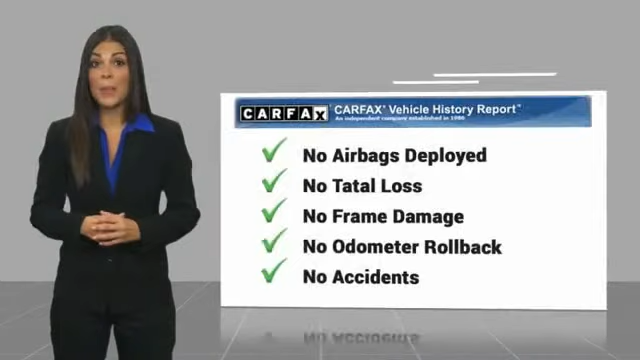 CARFAX CARFAX Vehicle History Report™
An independent company established in 1986
No Airbags Deployed
No Tatal Loss
No Frame Damage
No Odometer Rollback
No Accidents